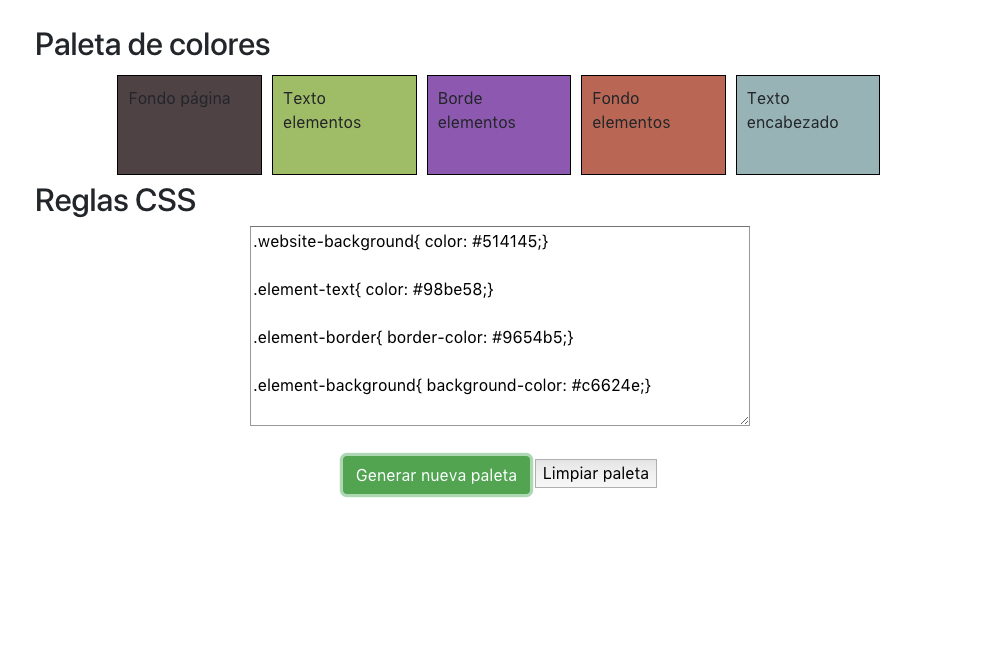 Paleta de colores
Fondo página
Texto
elementos
Borde
elementos
Fondo
elementos
Texto
encabezado
Reglas CSS
.website-background{ color: #514145;}
.element-text{ color: #98be58;}
.element-border{ border-color: #9654b5;}
.element-background{ background-color: #c6624e;}
Generar nueva paleta
Limpiar paleta